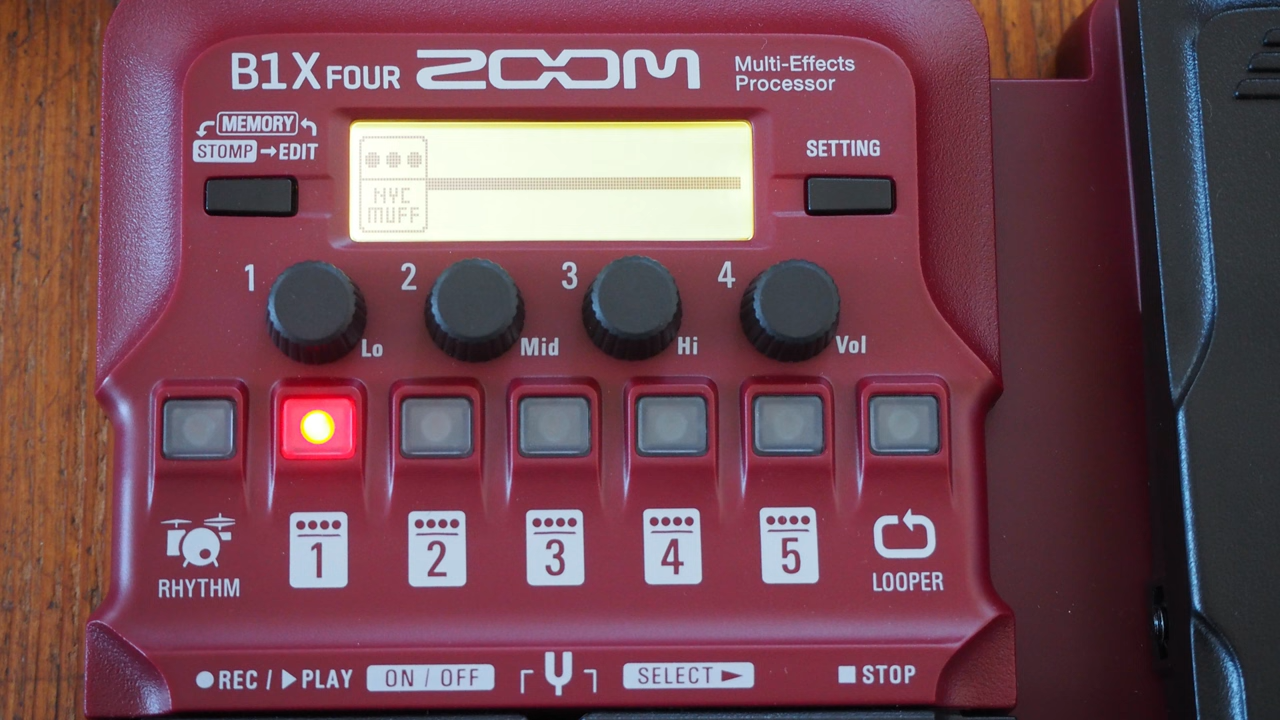 B1X FOUR ZOOM Multi-Effects
Processor
MEMORY
STOMP → EDIT
SETTING
NYC
MUFF
1 2 3 4
Lo Mid Hi Vol
1 2 3 4 5
RHYTHM LOOPER
●REC / ▶PLAY ON / OFF SELECT ► ■ STOP